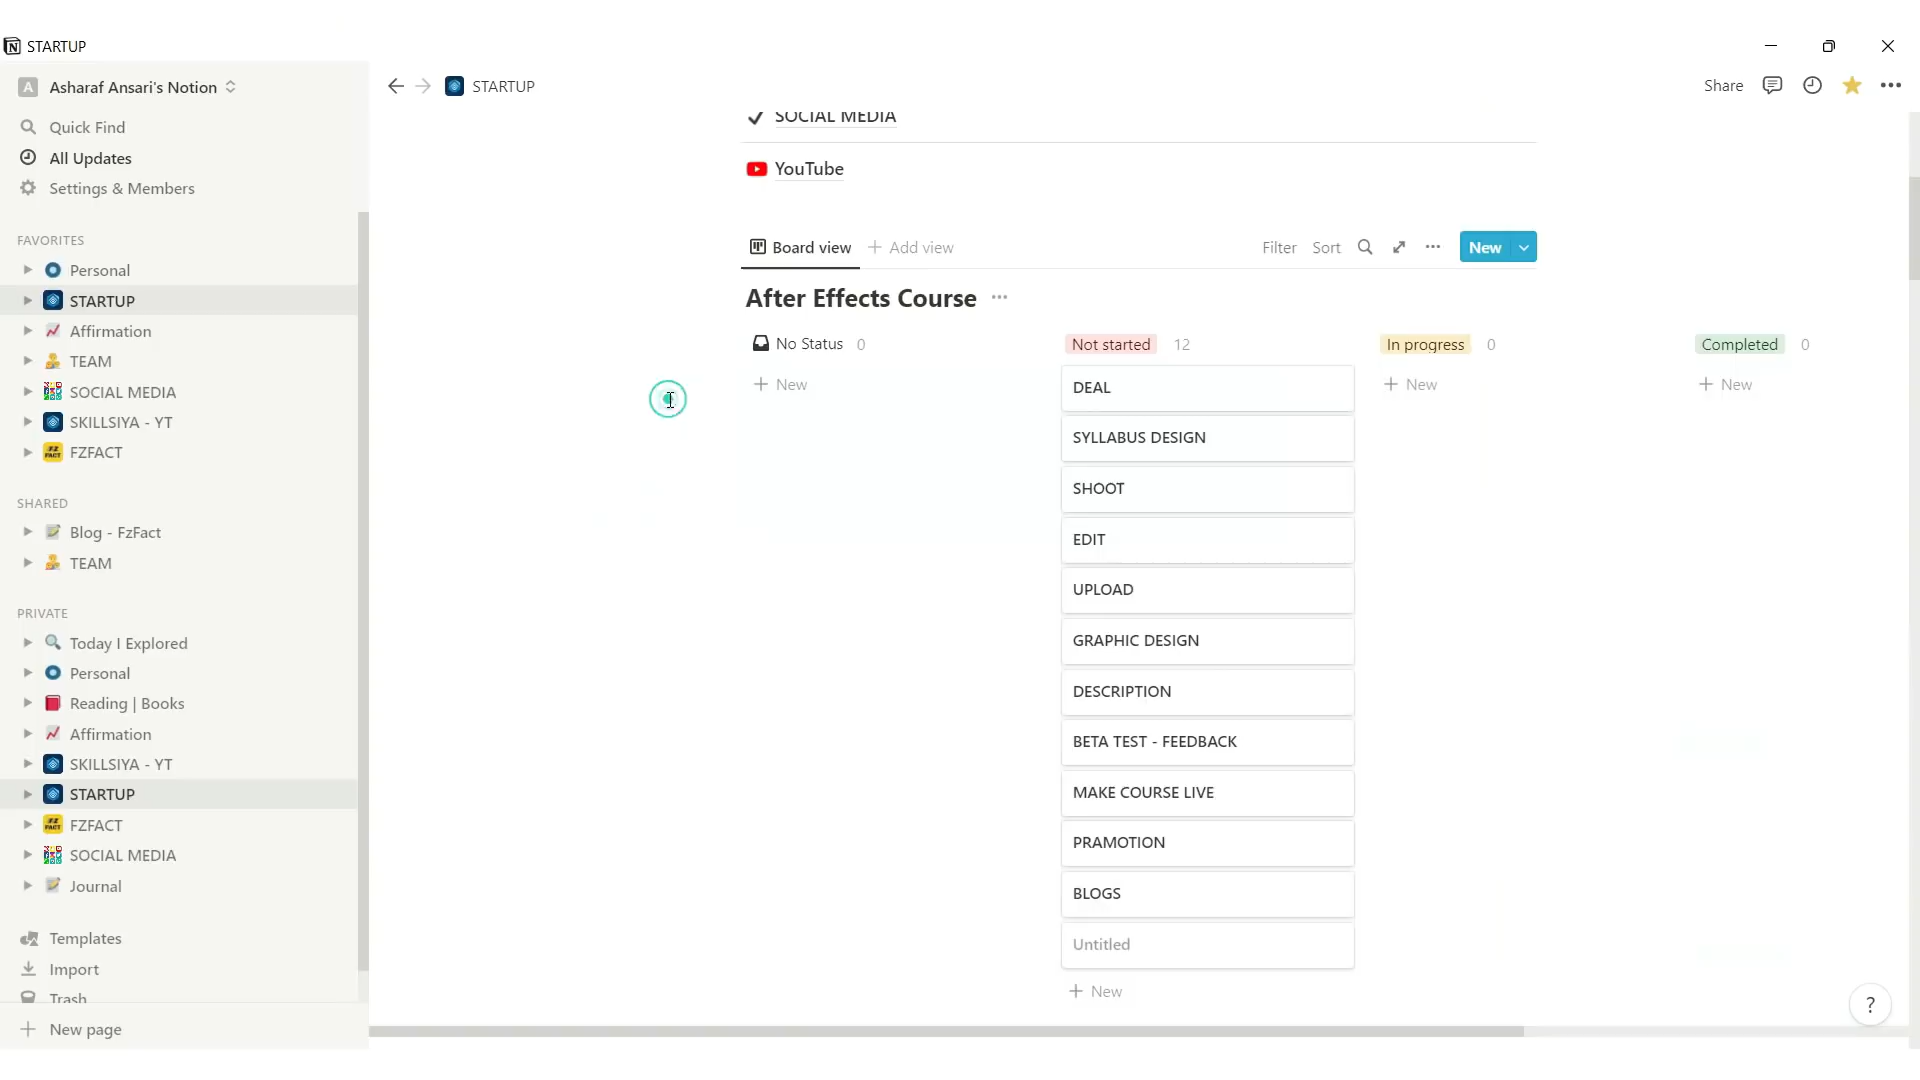 STARTUP
Asharaf Ansari's Notion
Quick Find
All Updates
Settings & Members
FAVORITES
Personal
STARTUP
Affirmation
TEAM
SOCIAL MEDIA
SKILLSIYA - YT
FZFACT
SHARED
Blog - FzFact
TEAM
PRIVATE
Today I Explored
Personal
Reading | Books
Affirmation
SKILLSIYA - YT
STARTUP
FZFACT
SOCIAL MEDIA
Journal
Templates
Import
Trash
New page
STARTUP
Share
SOCIAL MEDIA
YouTube
Board view
Add view
Filter Sort New
After Effects Course
No Status 0
New
Not started 12
DEAL
SYLLABUS DESIGN
SHOOT
EDIT
UPLOAD
GRAPHIC DESIGN
DESCRIPTION
BETA TEST - FEEDBACK
MAKE COURSE LIVE
PRAMOTION
BLOGS
Untitled
New
In progress 0
New
Completed 0
New
?